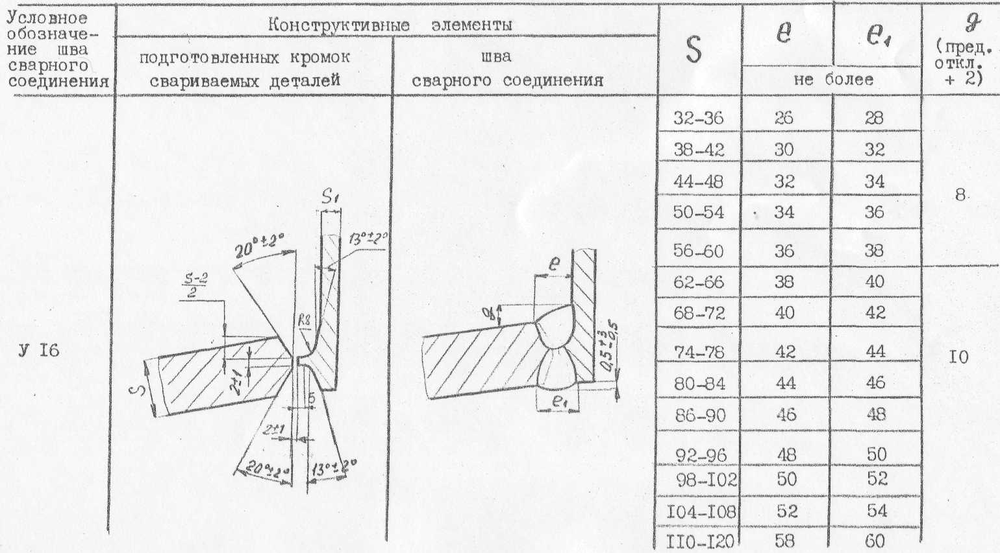 Условное
обозначе-
ние шва
сварного
соединения
Конструктивные элементы
подготовленных кромок
свариваемых деталей
шва
сварного соединения
S
e
e₁
не более
g
(пред.
откл.
+ 2)
У I6
S₁
20°±2°
13°±2°
S-2
2
R8
2±1
S
5
2±1
20°±2°
13°±2°
e
g
0,5 +3 -0,5
e₁
32-36 26 28
38-42 30 32
44-48 32 34
50-54 34 36
56-60 36 38
8
62-66 38 40
68-72 40 42
74-78 42 44
80-84 44 46
86-90 46 48
92-96 48 50
98-I02 50 52
I04-I08 52 54
II0-I20 58 60
I0